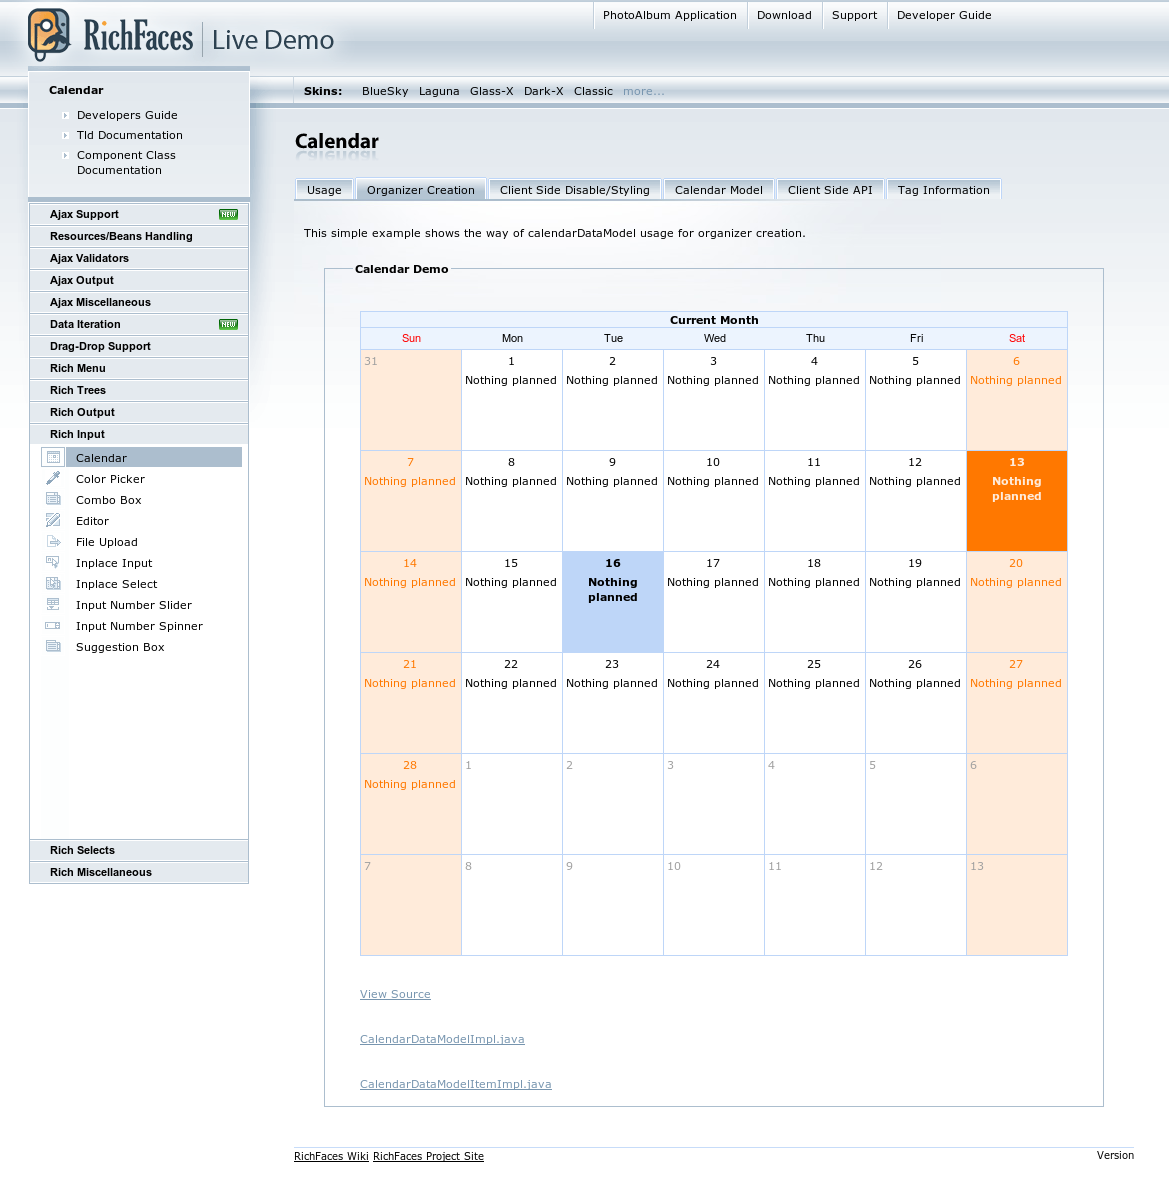 RichFaces Live Demo
PhotoAlbum Application Download Support Developer Guide
Calendar
Developers Guide
Tld Documentation
Component Class
Documentation
Skins: BlueSky Laguna Glass-X Dark-X Classic more...
Ajax Support NEW
Resources/Beans Handling
Ajax Validators
Ajax Output
Ajax Miscellaneous
Data Iteration NEW
Drag-Drop Support
Rich Menu
Rich Trees
Rich Output
Rich Input
Calendar
Color Picker
Combo Box
Editor
File Upload
Inplace Input
Inplace Select
Input Number Slider
Input Number Spinner
Suggestion Box
Rich Selects
Rich Miscellaneous
Calendar
Usage Organizer Creation Client Side Disable/Styling Calendar Model Client Side API Tag Information
This simple example shows the way of calendarDataModel usage for organizer creation.
Calendar Demo
Current Month
Sun Mon Tue Wed Thu Fri Sat
31 1 2 3 4 5 6
Nothing planned Nothing planned Nothing planned Nothing planned Nothing planned Nothing planned
7 8 9 10 11 12 13
Nothing planned Nothing planned Nothing planned Nothing planned Nothing planned Nothing planned Nothing
planned
14 15 16 17 18 19 20
Nothing planned Nothing planned Nothing Nothing planned Nothing planned Nothing planned Nothing planned
planned
21 22 23 24 25 26 27
Nothing planned Nothing planned Nothing planned Nothing planned Nothing planned Nothing planned Nothing planned
28 1 2 3 4 5 6
Nothing planned
7 8 9 10 11 12 13
View Source
CalendarDataModelImpl.java
CalendarDataModelItemImpl.java
RichFaces Wiki RichFaces Project Site Version